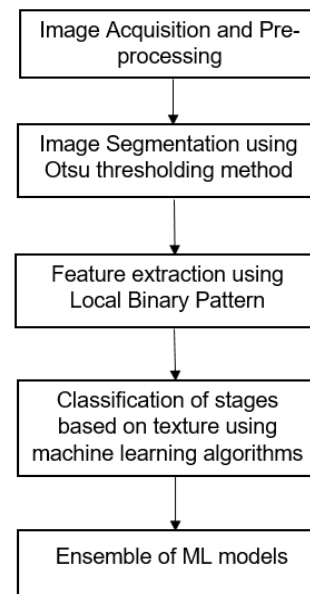 Image Acquisition and Pre-
processing
Image Segmentation using
Otsu thresholding method
Feature extraction using
Local Binary Pattern
Classification of stages
based on texture using
machine learning algorithms
Ensemble of ML models